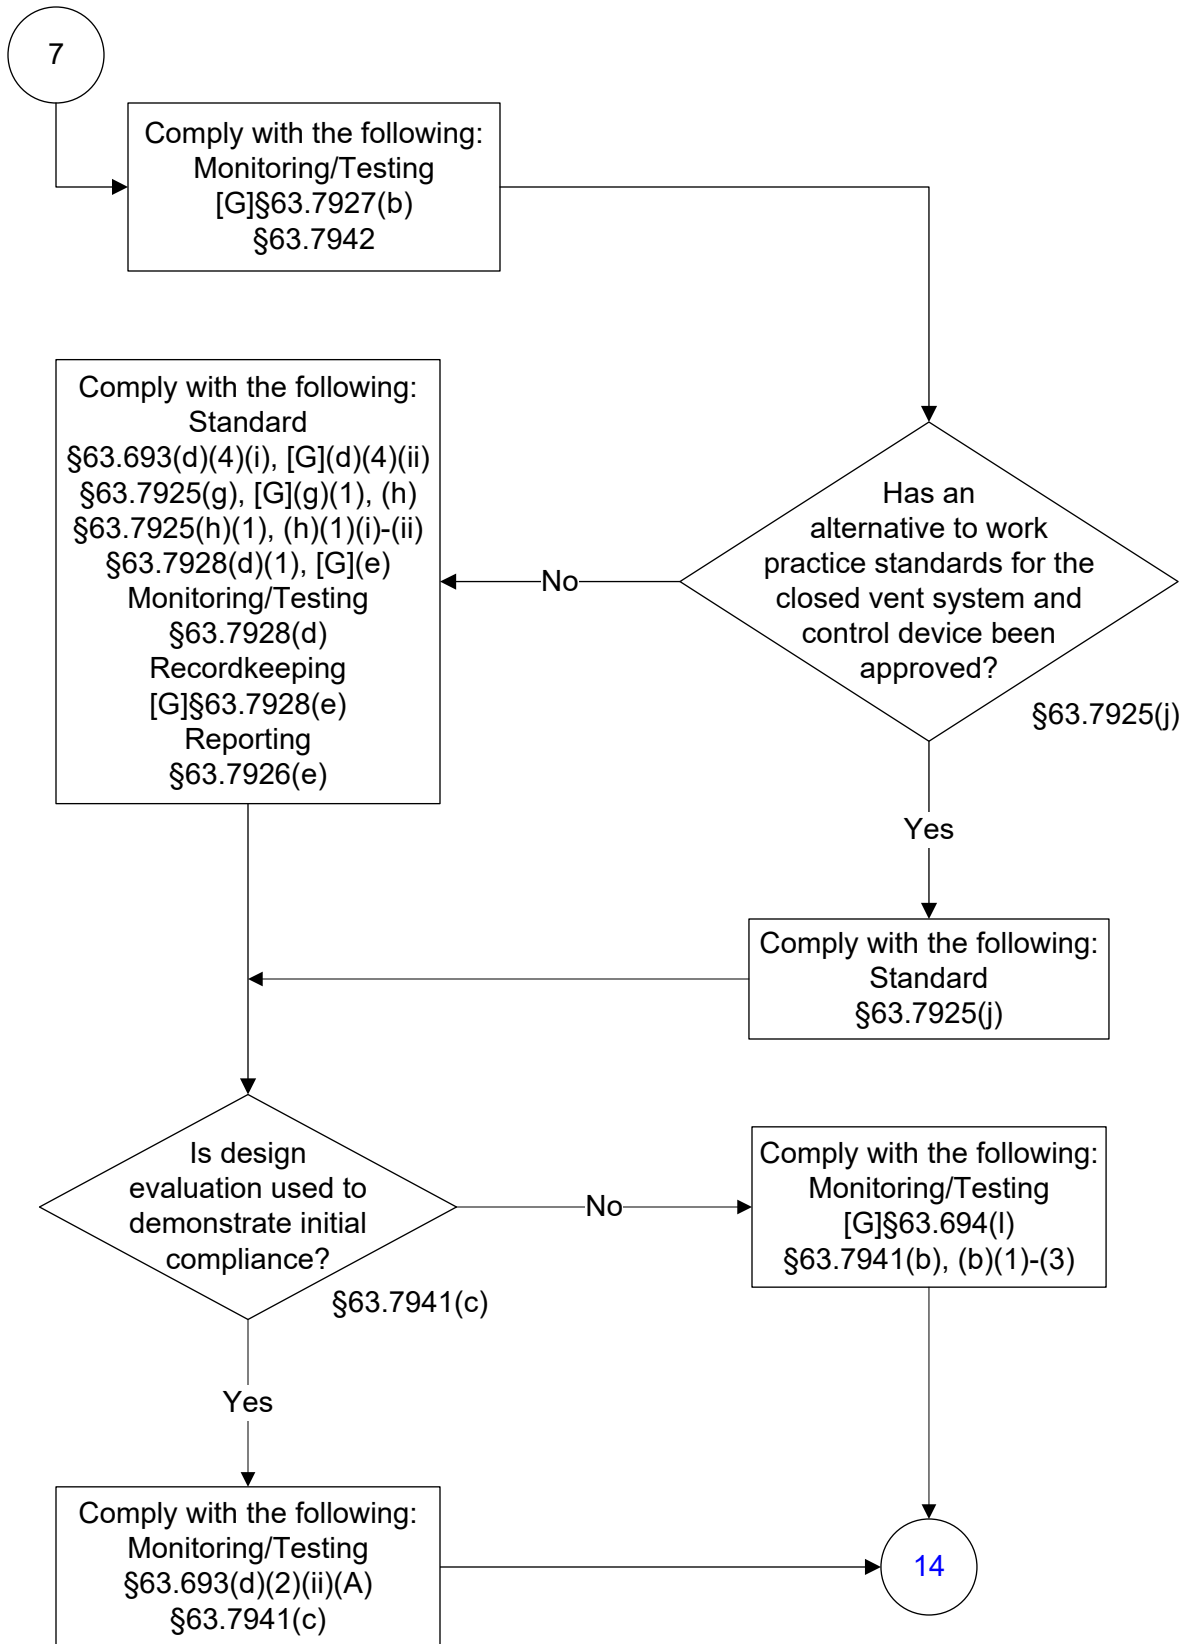 7
Comply with the following:
Monitoring/Testing
[G]§63.7927(b)
§63.7942
Has an
alternative to work
practice standards for the
closed vent system and
control device been
approved?
§63.7925(j)
No
Comply with the following:
Standard
§63.693(d)(4)(i), [G](d)(4)(ii)
§63.7925(g), [G](g)(1), (h)
§63.7925(h)(1), (h)(1)(i)-(ii)
§63.7928(d)(1), [G](e)
Monitoring/Testing
§63.7928(d)
Recordkeeping
[G]§63.7928(e)
Reporting
§63.7926(e)
Yes
Comply with the following:
Standard
§63.7925(j)
Is design
evaluation used to
demonstrate initial
compliance?
§63.7941(c)
No
Comply with the following:
Monitoring/Testing
[G]§63.694(l)
§63.7941(b), (b)(1)-(3)
Yes
Comply with the following:
Monitoring/Testing
§63.693(d)(2)(ii)(A)
§63.7941(c)
14